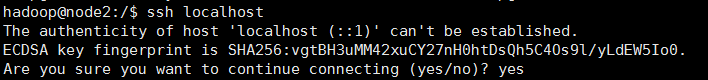 hadoop@node2:/$ ssh localhost
The authenticity of host 'localhost (::1)' can't be established.
ECDSA key fingerprint is SHA256:vgtBH3uMM42xuCY27nH0htDsQh5C4Os9l/yLdEW5Io0.
Are you sure you want to continue connecting (yes/no)? yes